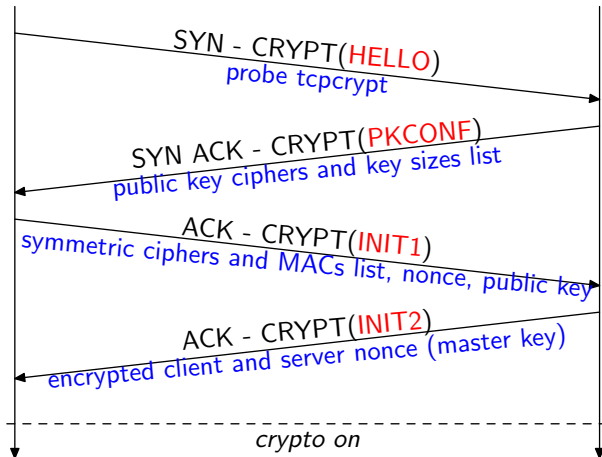 SYN - CRYPT(HELLO)
probe tcpcrypt
SYN ACK - CRYPT(PKCONF)
public key ciphers and key sizes list
ACK - CRYPT(INIT1)
symmetric ciphers and MACs list, nonce, public key
ACK - CRYPT(INIT2)
encrypted client and server nonce (master key)
crypto on